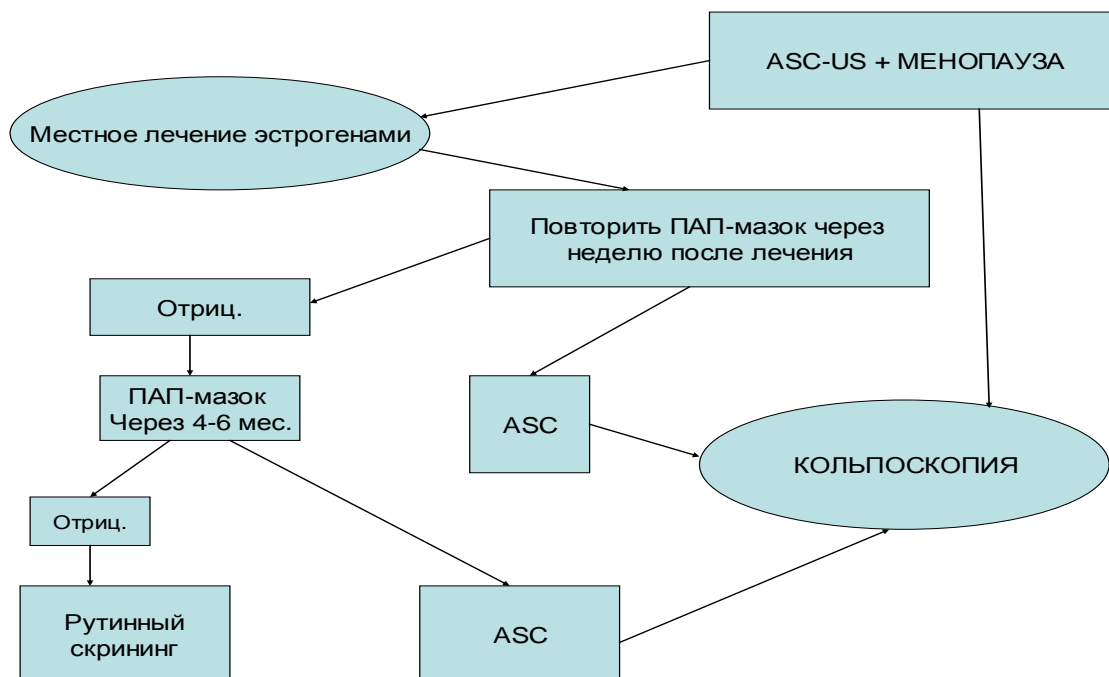 ASC-US + МЕНОПАУЗА
Местное лечение эстрогенами
Повторить ПАП-мазок через
неделю после лечения
Отриц.
ПАП-мазок
Через 4-6 мес.
ASC
КОЛЬПОСКОПИЯ
Отриц.
Рутинный
скрининг
ASC